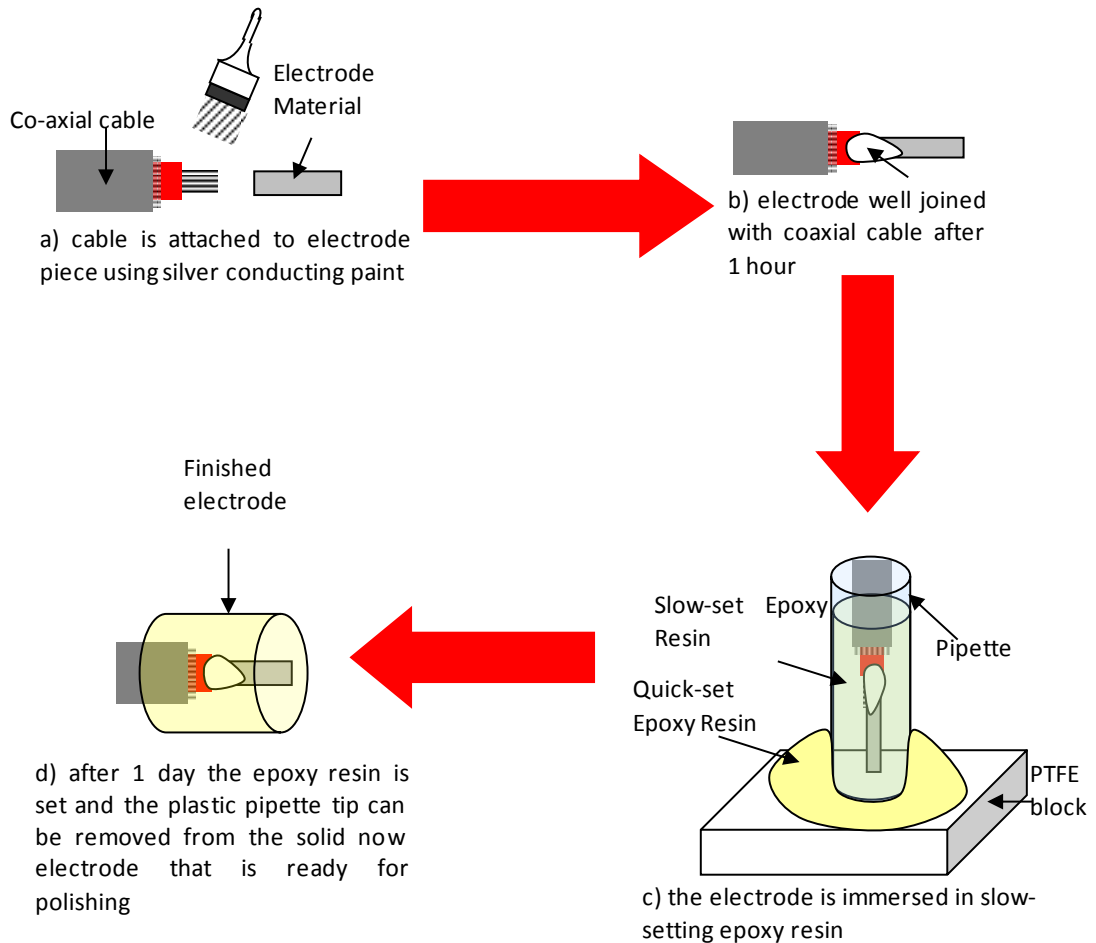 Electrode
Material
Co-axial cable
a) cable is attached to electrode
piece using silver conducting paint
b) electrode well joined
with coaxial cable after
1 hour
Slow-set Epoxy
Resin
Pipette
Quick-set
Epoxy Resin
PTFE
block
c) the electrode is immersed in slow-
setting epoxy resin
Finished
electrode
d) after 1 day the epoxy resin is
set and the plastic pipette tip can
be removed from the solid now
electrode that is ready for
polishing